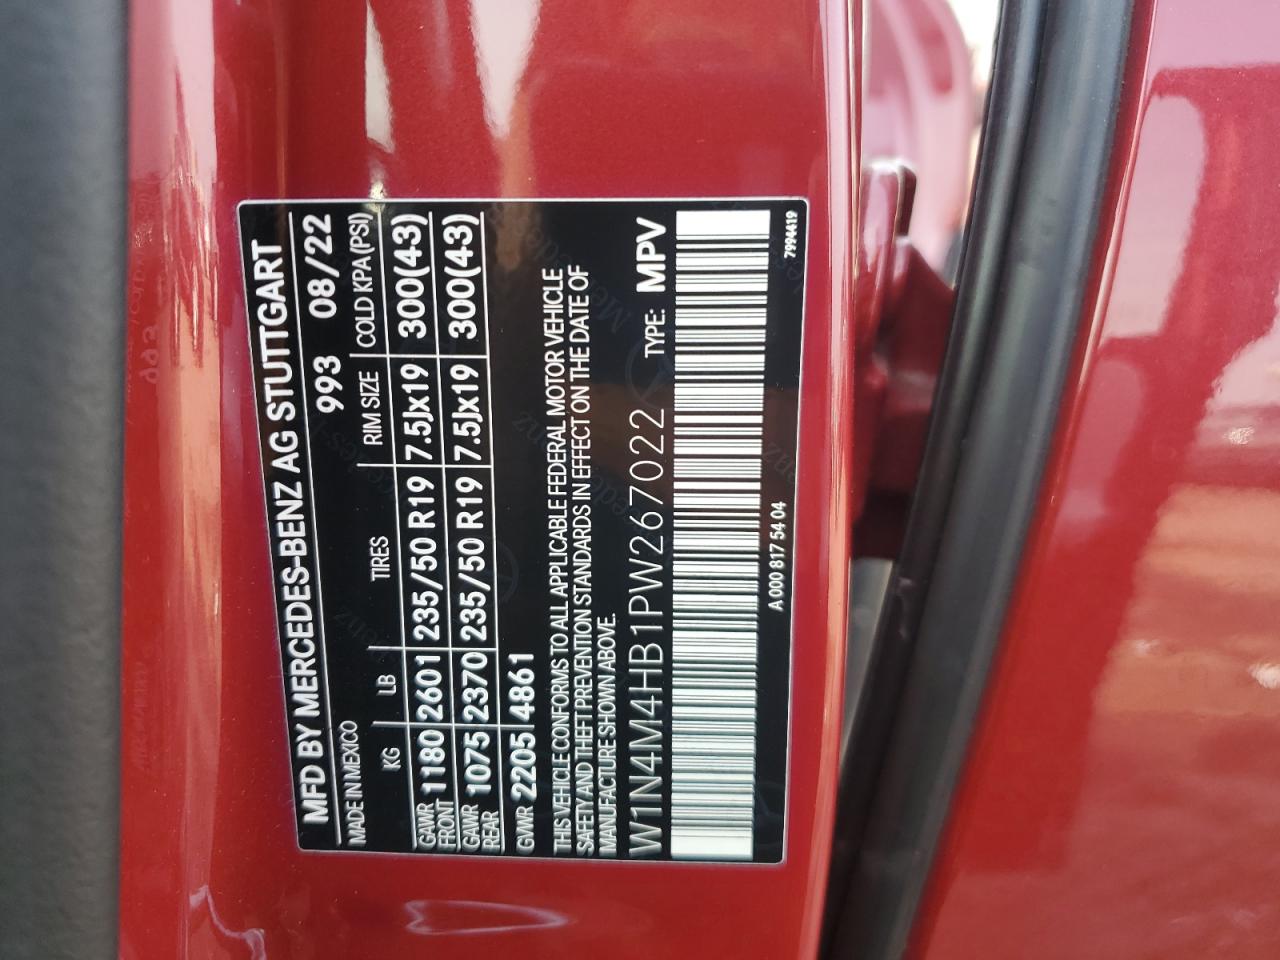 MFD BY MERCEDES-BENZ AG STUTTGART
MADE IN MEXICO 993 08/22
KG LB TIRES RIM SIZE COLD KPA(PSI)
GAWR FRONT 1180 2601 235/50 R19 7.5Jx19 300(43)
GAWR REAR 1075 2370 235/50 R19 7.5Jx19 300(43)
GVWR 2205 4861
THIS VEHICLE CONFORMS TO ALL APPLICABLE FEDERAL MOTOR VEHICLE
SAFETY AND THEFT PREVENTION STANDARDS IN EFFECT ON THE DATE OF
MANUFACTURE SHOWN ABOVE.
W1N4M4HB1PW267022 TYPE: MPV
A 000 817 54 04 7994419